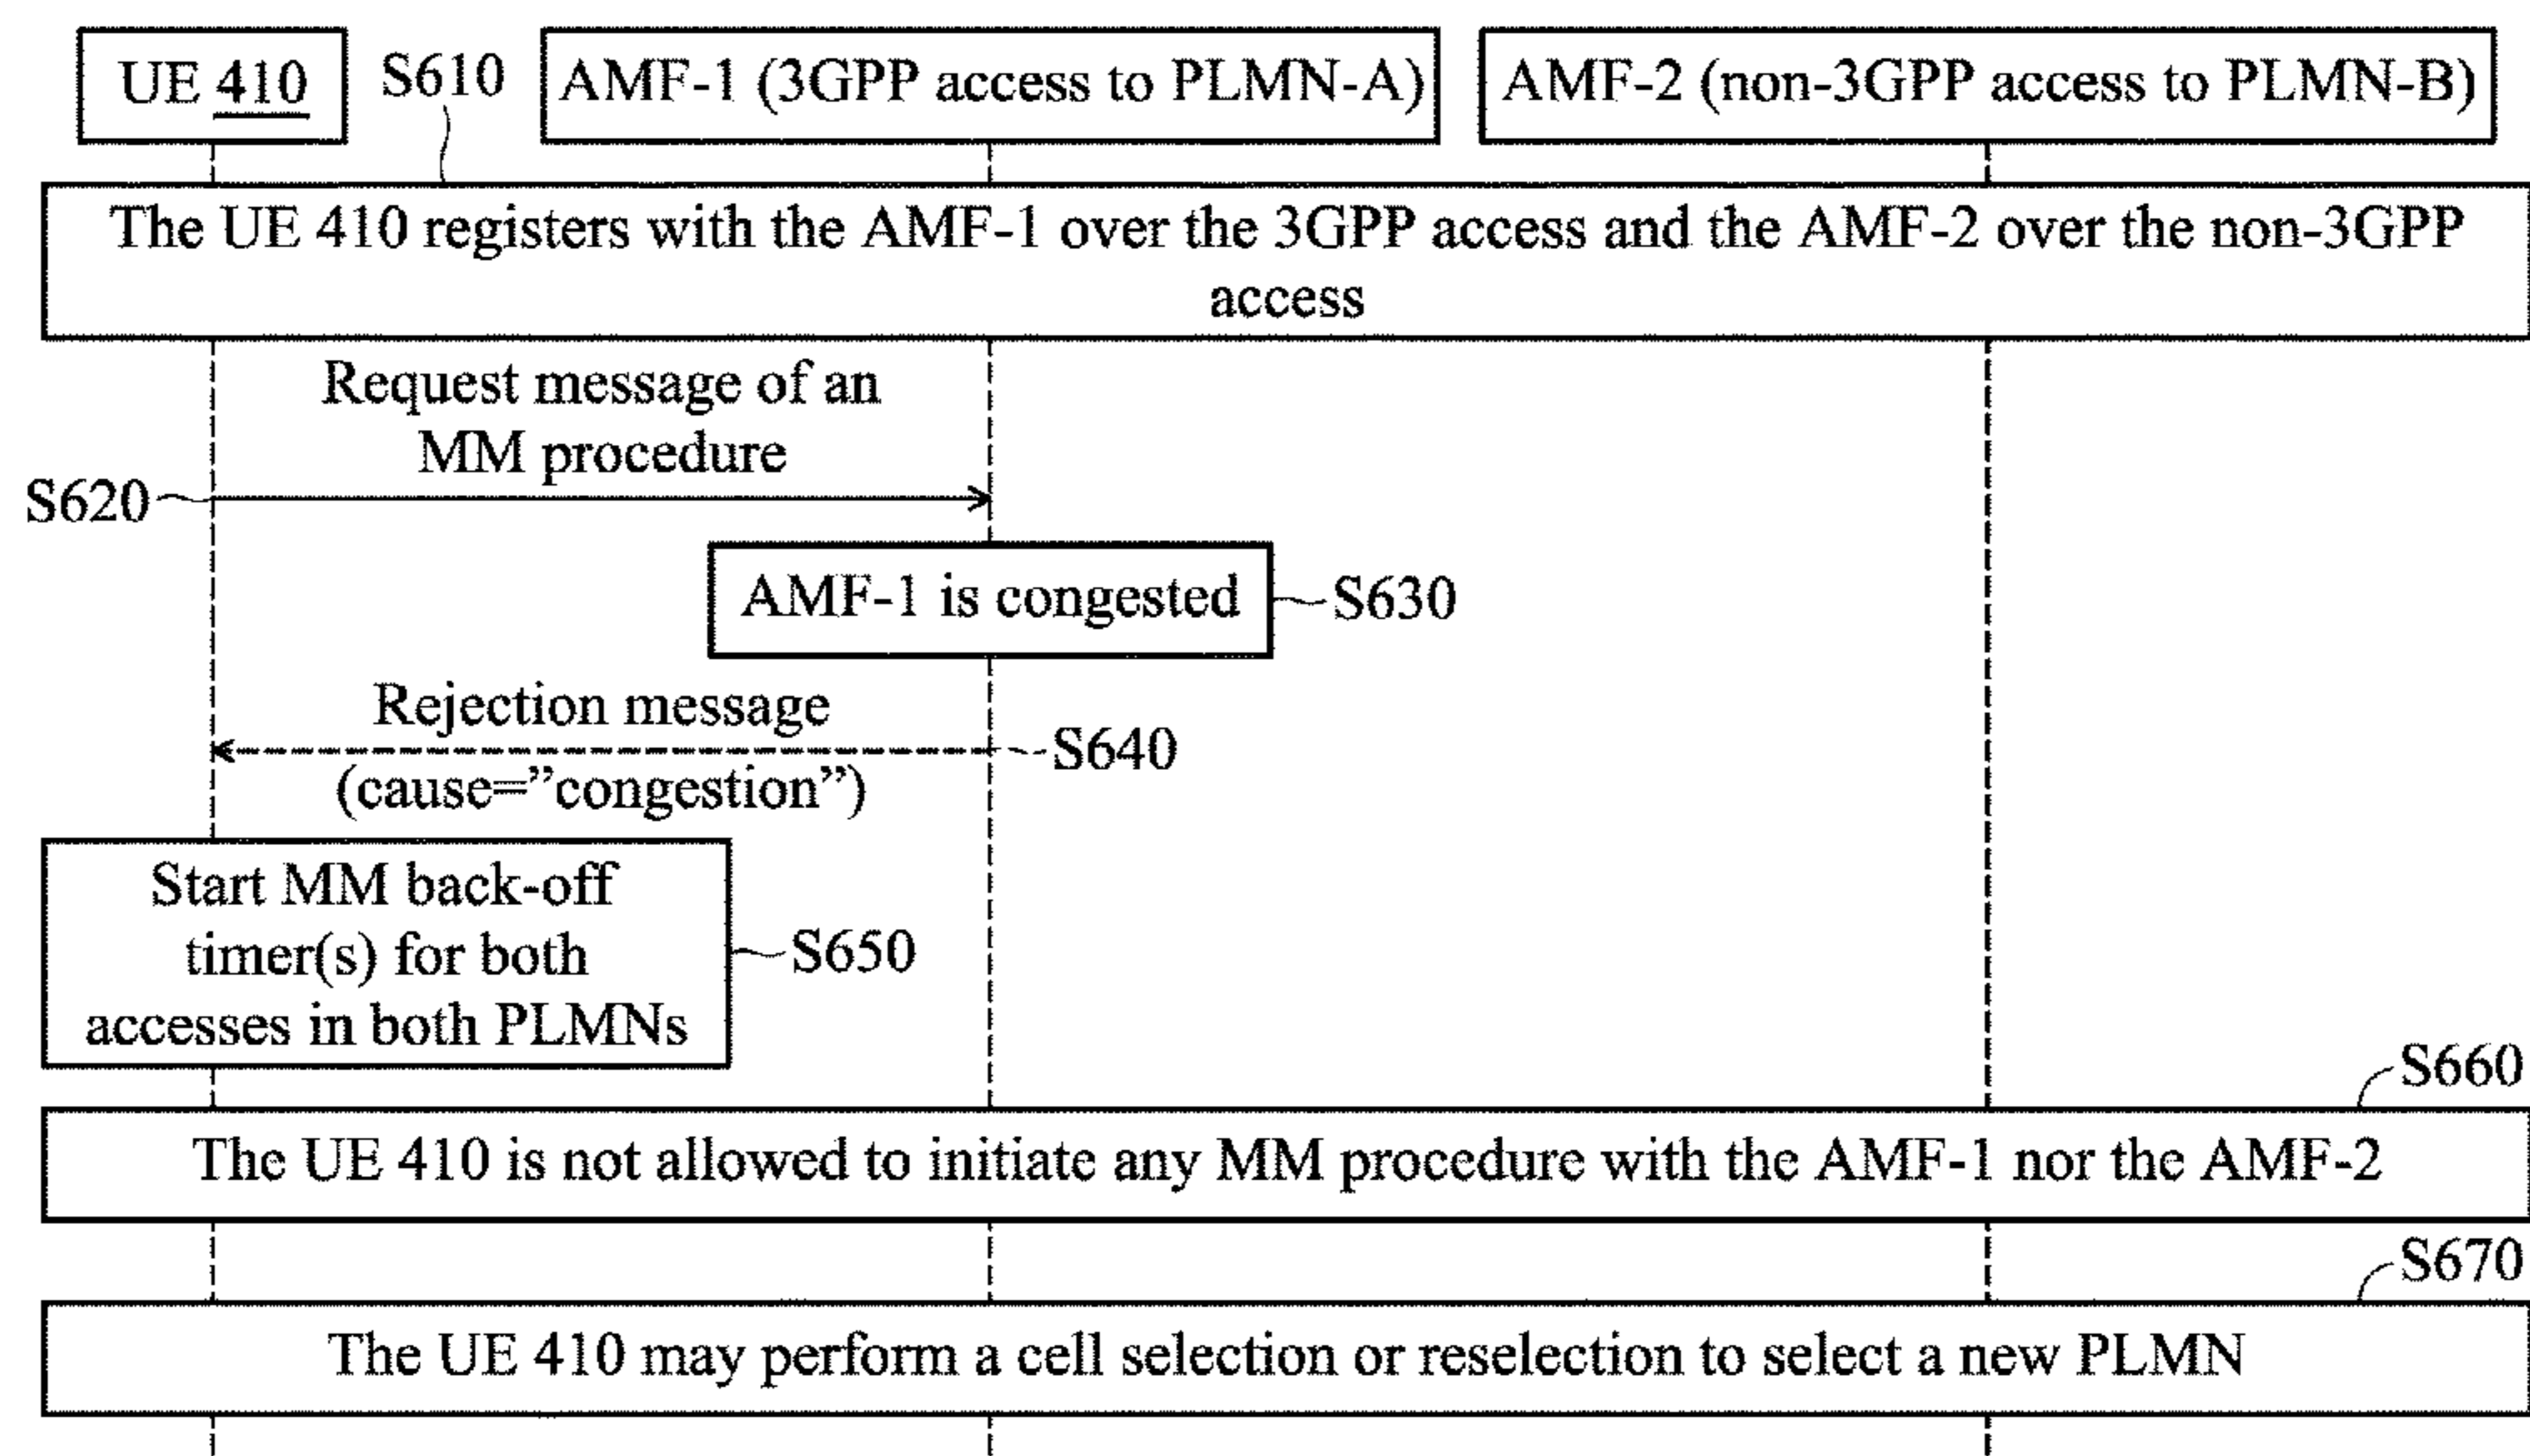 UE 410
S610
AMF-1 (3GPP access to PLMN-A)
AMF-2 (non-3GPP access to PLMN-B)
The UE 410 registers with the AMF-1 over the 3GPP access and the AMF-2 over the non-3GPP
access
Request message of an
MM procedure
S620
AMF-1 is congested
S630
Rejection message
S640
(cause=”congestion”)
Start MM back-off
timer(s) for both
accesses in both PLMNs
S650
S660
The UE 410 is not allowed to initiate any MM procedure with the AMF-1 nor the AMF-2
S670
The UE 410 may perform a cell selection or reselection to select a new PLMN